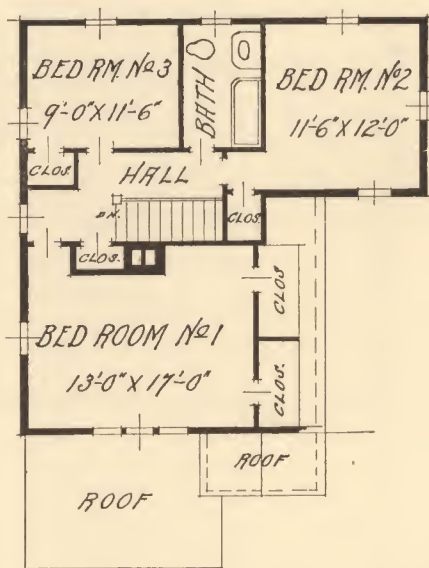 BED RM. No 3
9'-0" X 11'-6"
BATH
BED RM. No 2
11'-6" X 12'-0"
CLOS.
HALL
DN.
CLOS.
CLOS.
CLOS
BED ROOM No 1
13'-0" X 17'-0"
CLOS.
ROOF
ROOF